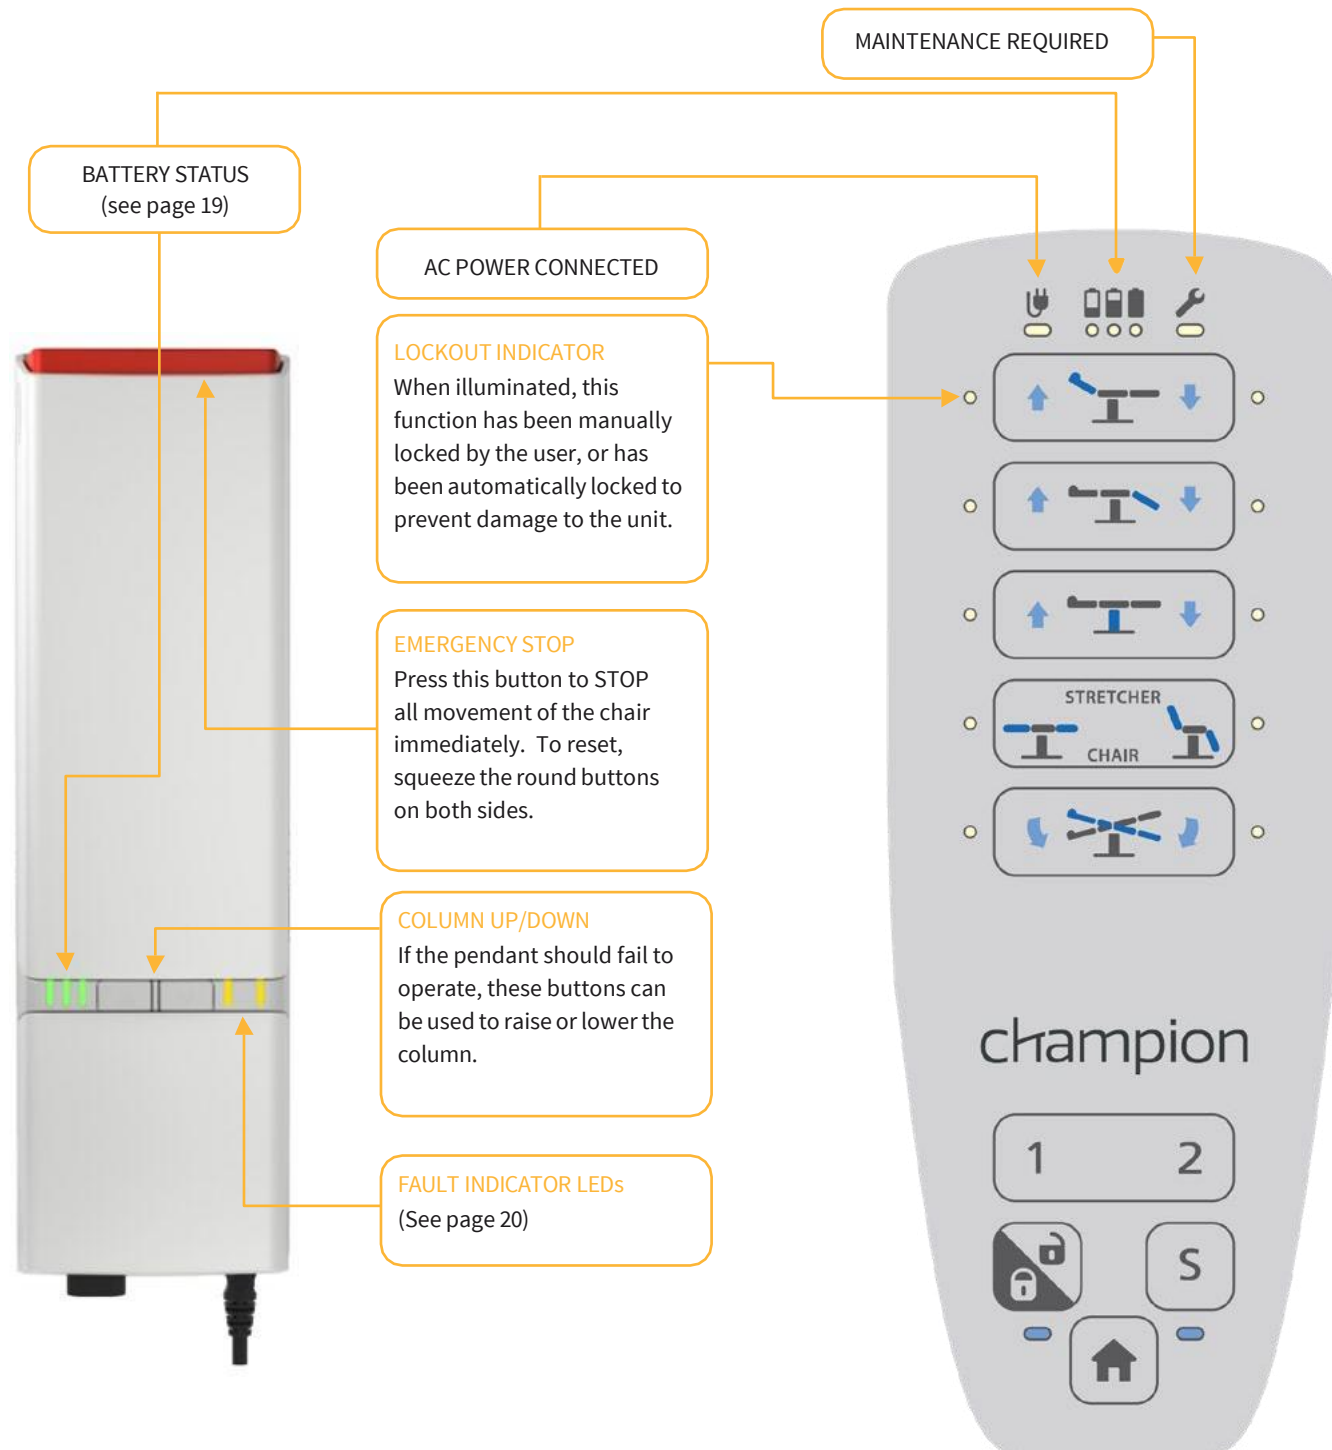 MAINTENANCE REQUIRED
BATTERY STATUS
(see page 19)
AC POWER CONNECTED
LOCKOUT INDICATOR
When illuminated, this
function has been manually
locked by the user, or has
been automatically locked to
prevent damage to the unit.
EMERGENCY STOP
Press this button to STOP
all movement of the chair
immediately. To reset,
squeeze the round buttons
on both sides.
COLUMN UP/DOWN
If the pendant should fail to
operate, these buttons can
be used to raise or lower the
column.
FAULT INDICATOR LEDs
(See page 20)
STRETCHER
CHAIR
champion
1 2
S